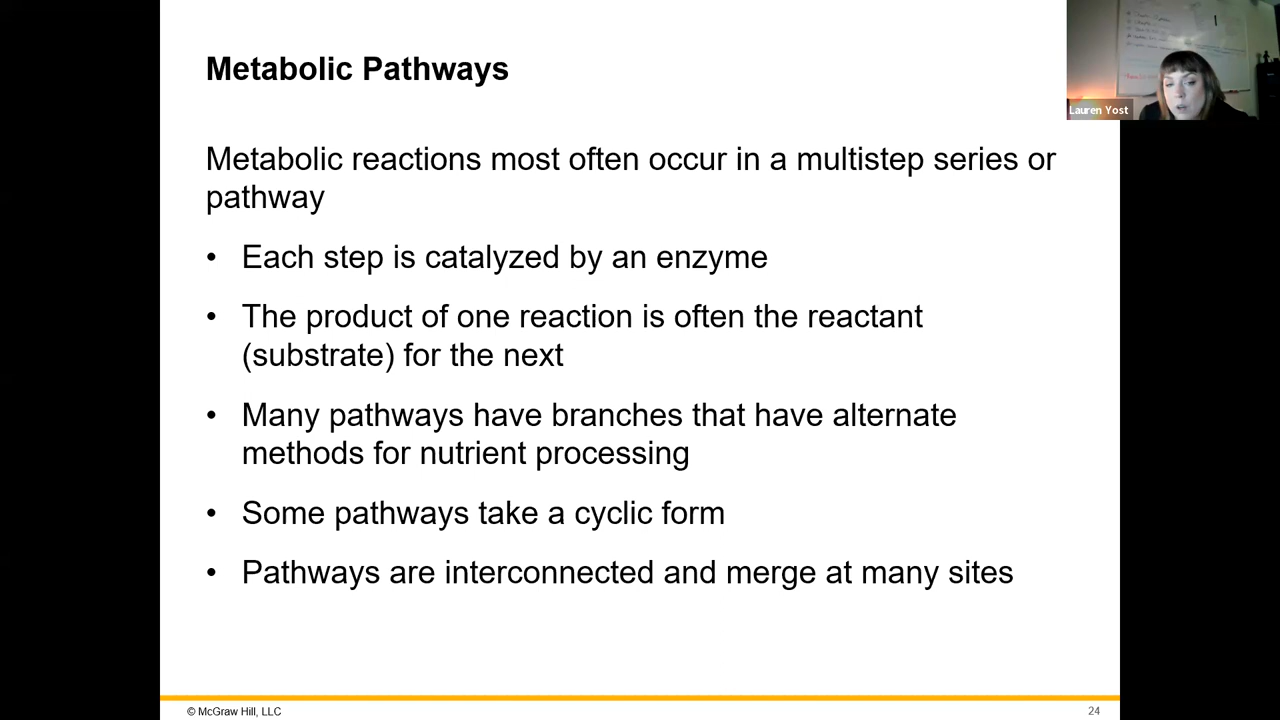 Metabolic Pathways
Lauren Yost
Metabolic reactions most often occur in a multistep series or
pathway
• Each step is catalyzed by an enzyme
• The product of one reaction is often the reactant
(substrate) for the next
• Many pathways have branches that have alternate
methods for nutrient processing
• Some pathways take a cyclic form
• Pathways are interconnected and merge at many sites
© McGraw Hill, LLC
24